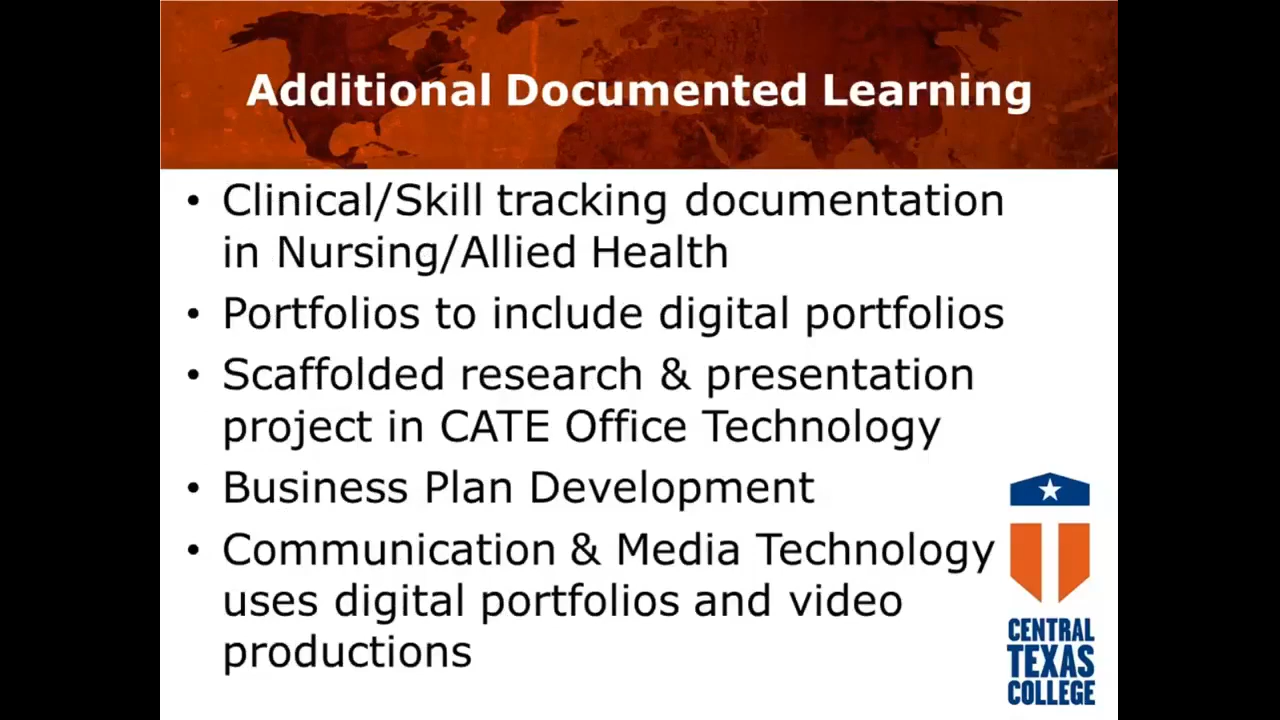 Additional Documented Learning
• Clinical/Skill tracking documentation
in Nursing/Allied Health
• Portfolios to include digital portfolios
• Scaffolded research & presentation
project in CATE Office Technology
• Business Plan Development
• Communication & Media Technology
uses digital portfolios and video
productions
CENTRAL
TEXAS
COLLEGE